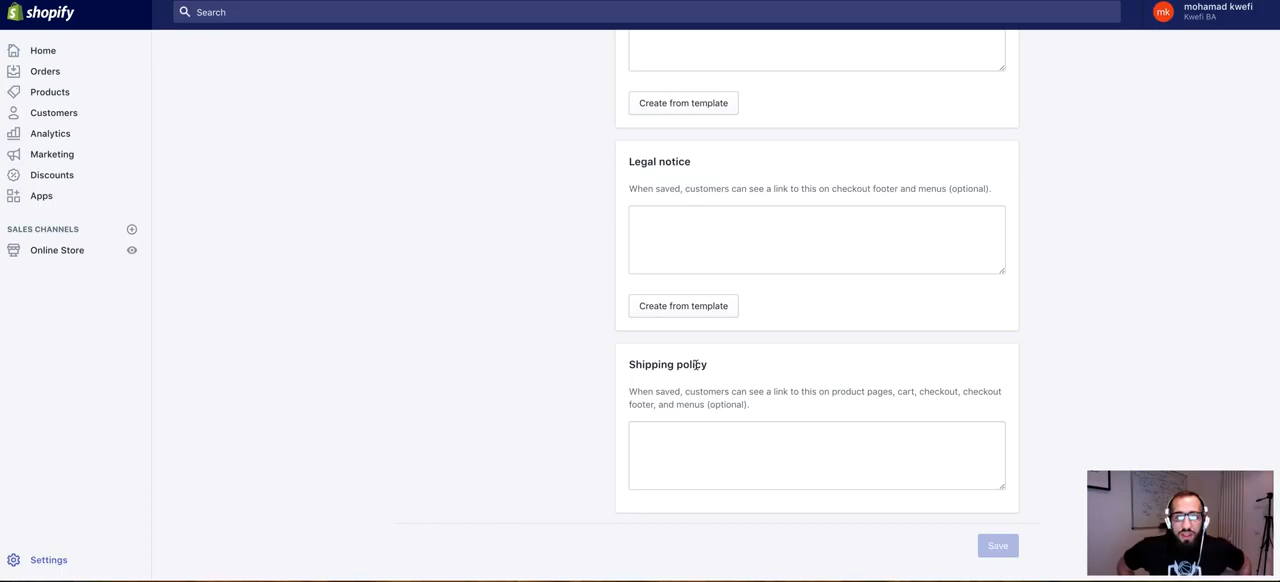 shopify
Search
mk
mohamad kwefi
Kwefi BA
Home
Orders
Products
Customers
Analytics
Marketing
Discounts
Apps
SALES CHANNELS
Online Store
Settings
Create from template
Legal notice
When saved, customers can see a link to this on checkout footer and menus (optional).
Create from template
Shipping policy
When saved, customers can see a link to this on product pages, cart, checkout, checkout
footer, and menus (optional).
Save